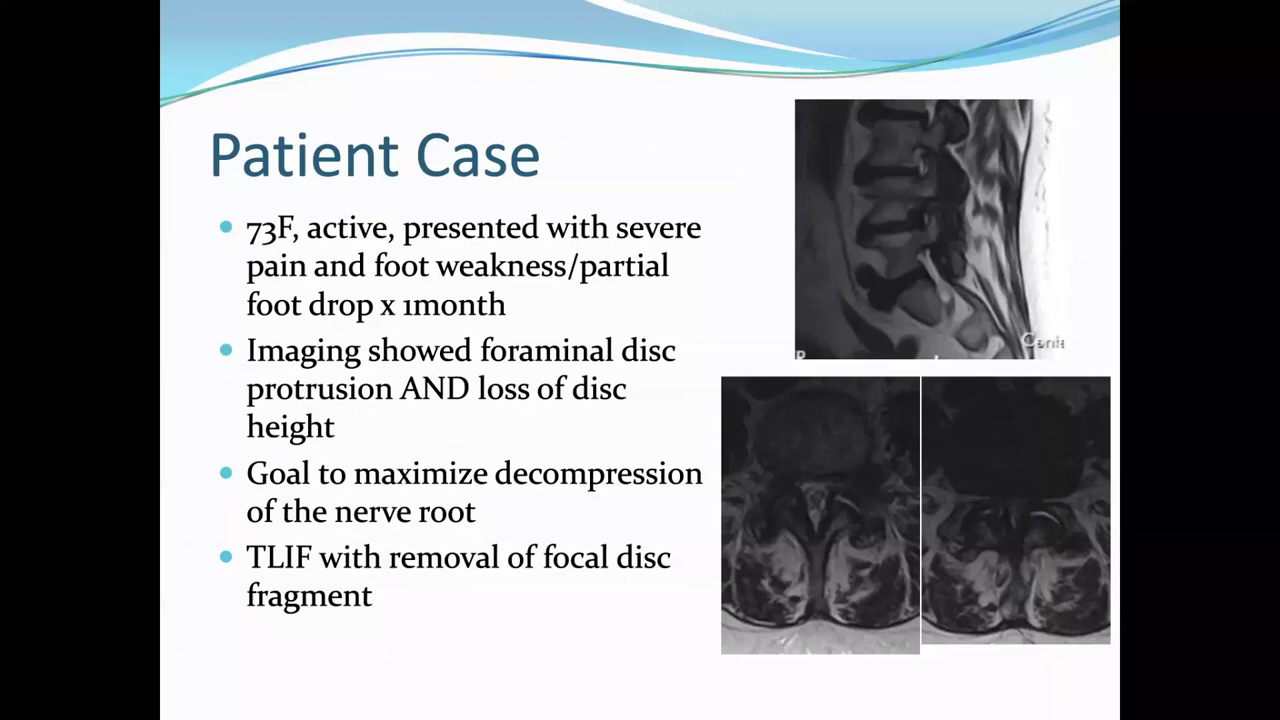 Patient Case
• 73F, active, presented with severe
pain and foot weakness/partial
foot drop x 1month
• Imaging showed foraminal disc
protrusion AND loss of disc
height
• Goal to maximize decompression
of the nerve root
• TLIF with removal of focal disc
fragment